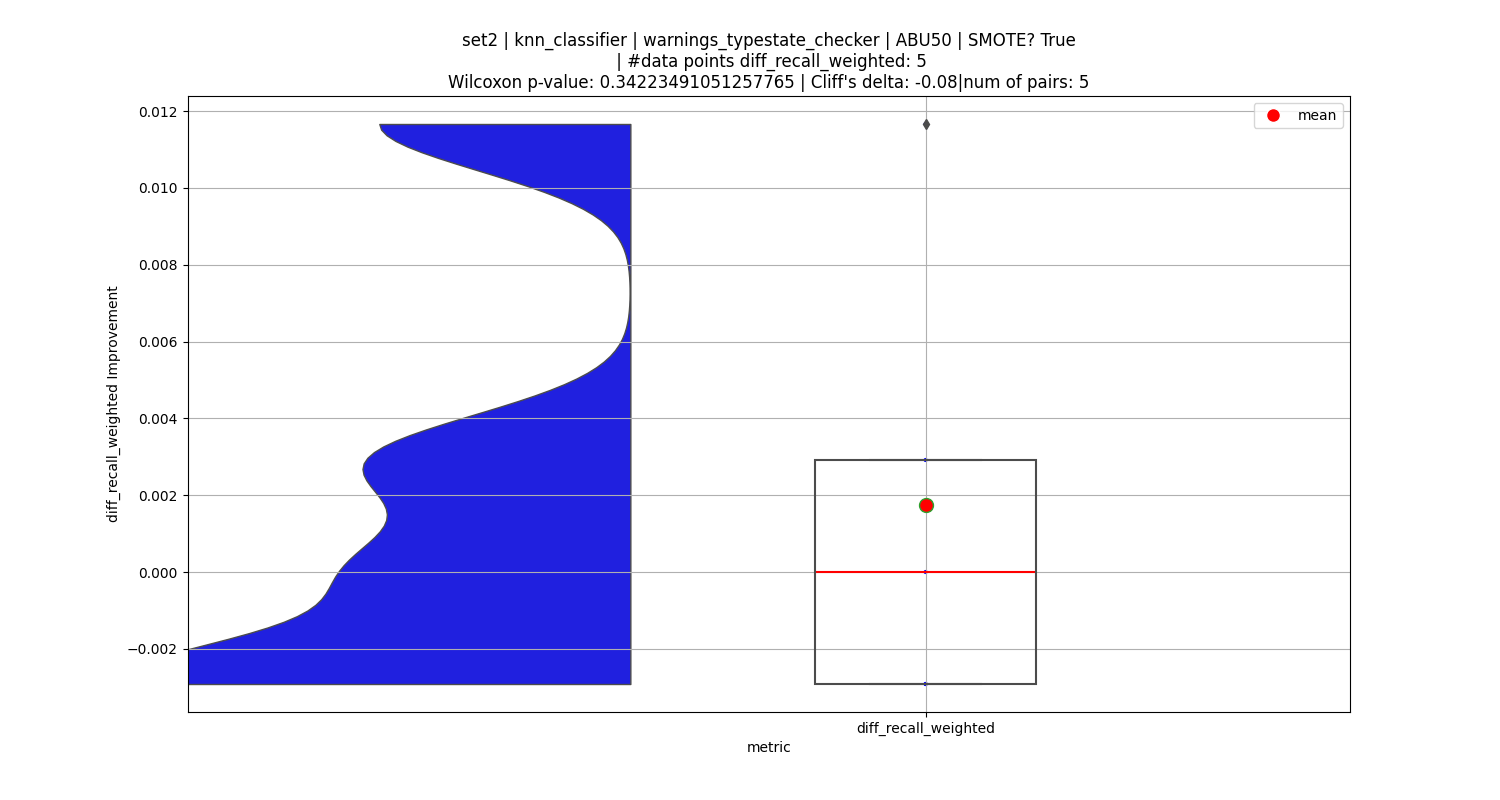 set2 | knn_classifier | warnings_typestate_checker | ABU50 | SMOTE? True
| #data points diff_recall_weighted: 5
Wilcoxon p-value: 0.34223491051257765 | Cliff's delta: -0.08|num of pairs: 5
mean
0.012
0.010
0.008
0.006
0.004
0.002
0.000
−0.002
diff_recall_weighted Improvement
diff_recall_weighted
metric